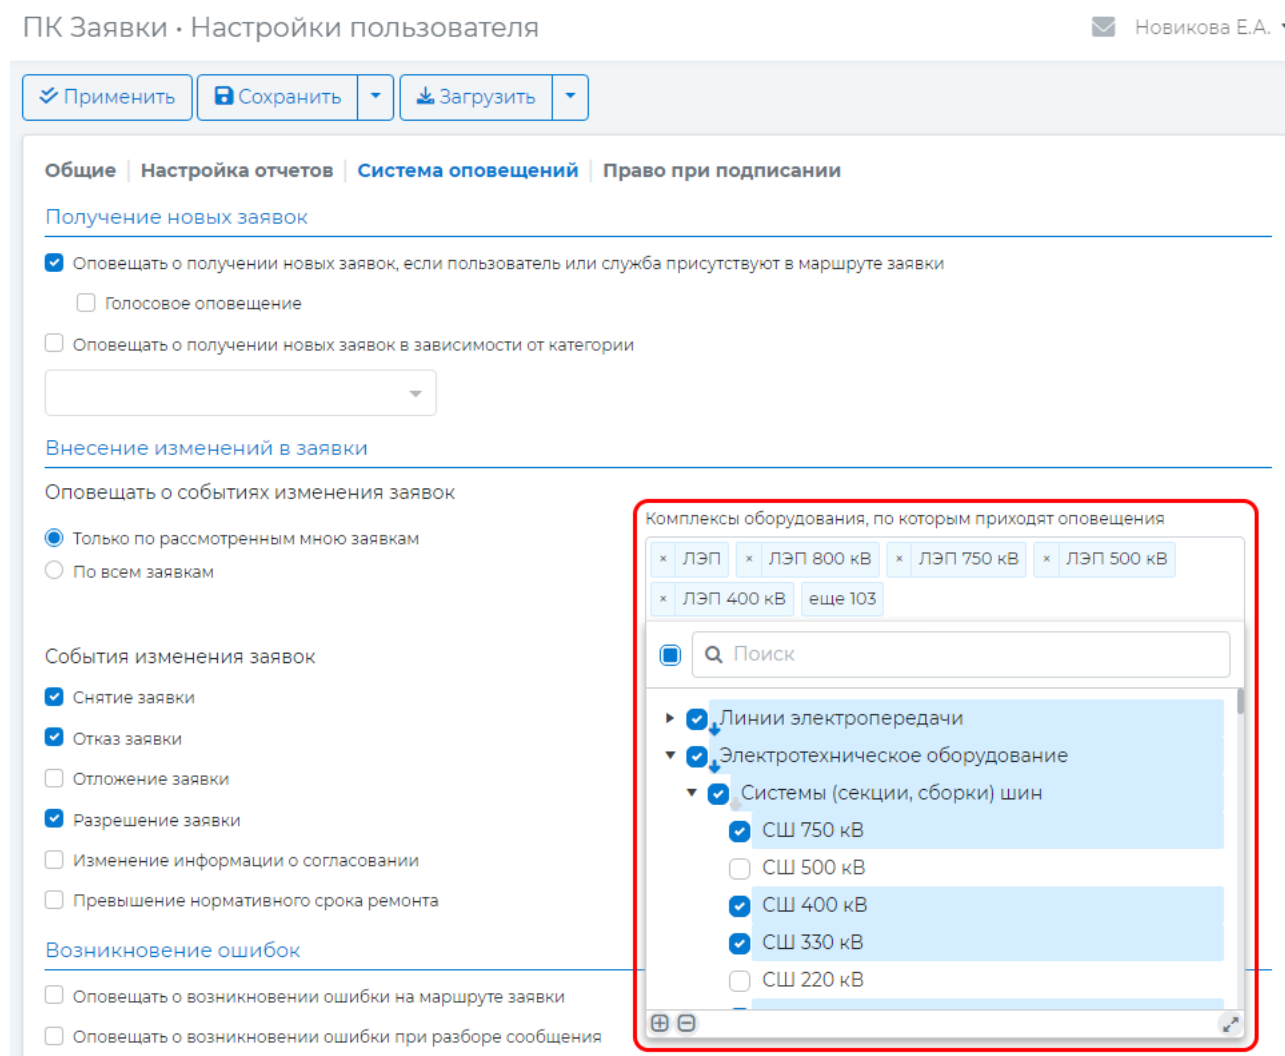 ПК Заявки · Настройки пользователя
Новикова Е.А.
Применить
Сохранить
Загрузить
Общие
Настройка отчетов
Система оповещений
Право при подписании
Получение новых заявок
Оповещать о получении новых заявок, если пользователь или служба присутствуют в маршруте заявки
Голосовое оповещение
Оповещать о получении новых заявок в зависимости от категории
Внесение изменений в заявки
Оповещать о событиях изменения заявок
Только по рассмотренным мною заявкам
По всем заявкам
События изменения заявок
Снятие заявки
Отказ заявки
Отложение заявки
Разрешение заявки
Изменение информации о согласовании
Превышение нормативного срока ремонта
Возникновение ошибок
Оповещать о возникновении ошибки на маршруте заявки
Оповещать о возникновении ошибки при разборе сообщения
Комплексы оборудования, по которым приходят оповещения
× ЛЭП × ЛЭП 800 кВ × ЛЭП 750 кВ × ЛЭП 500 кВ
× ЛЭП 400 кВ еще 103
Поиск
Линии электропередачи
Электротехническое оборудование
Системы (секции, сборки) шин
СШ 750 кВ
СШ 500 кВ
СШ 400 кВ
СШ 330 кВ
СШ 220 кВ